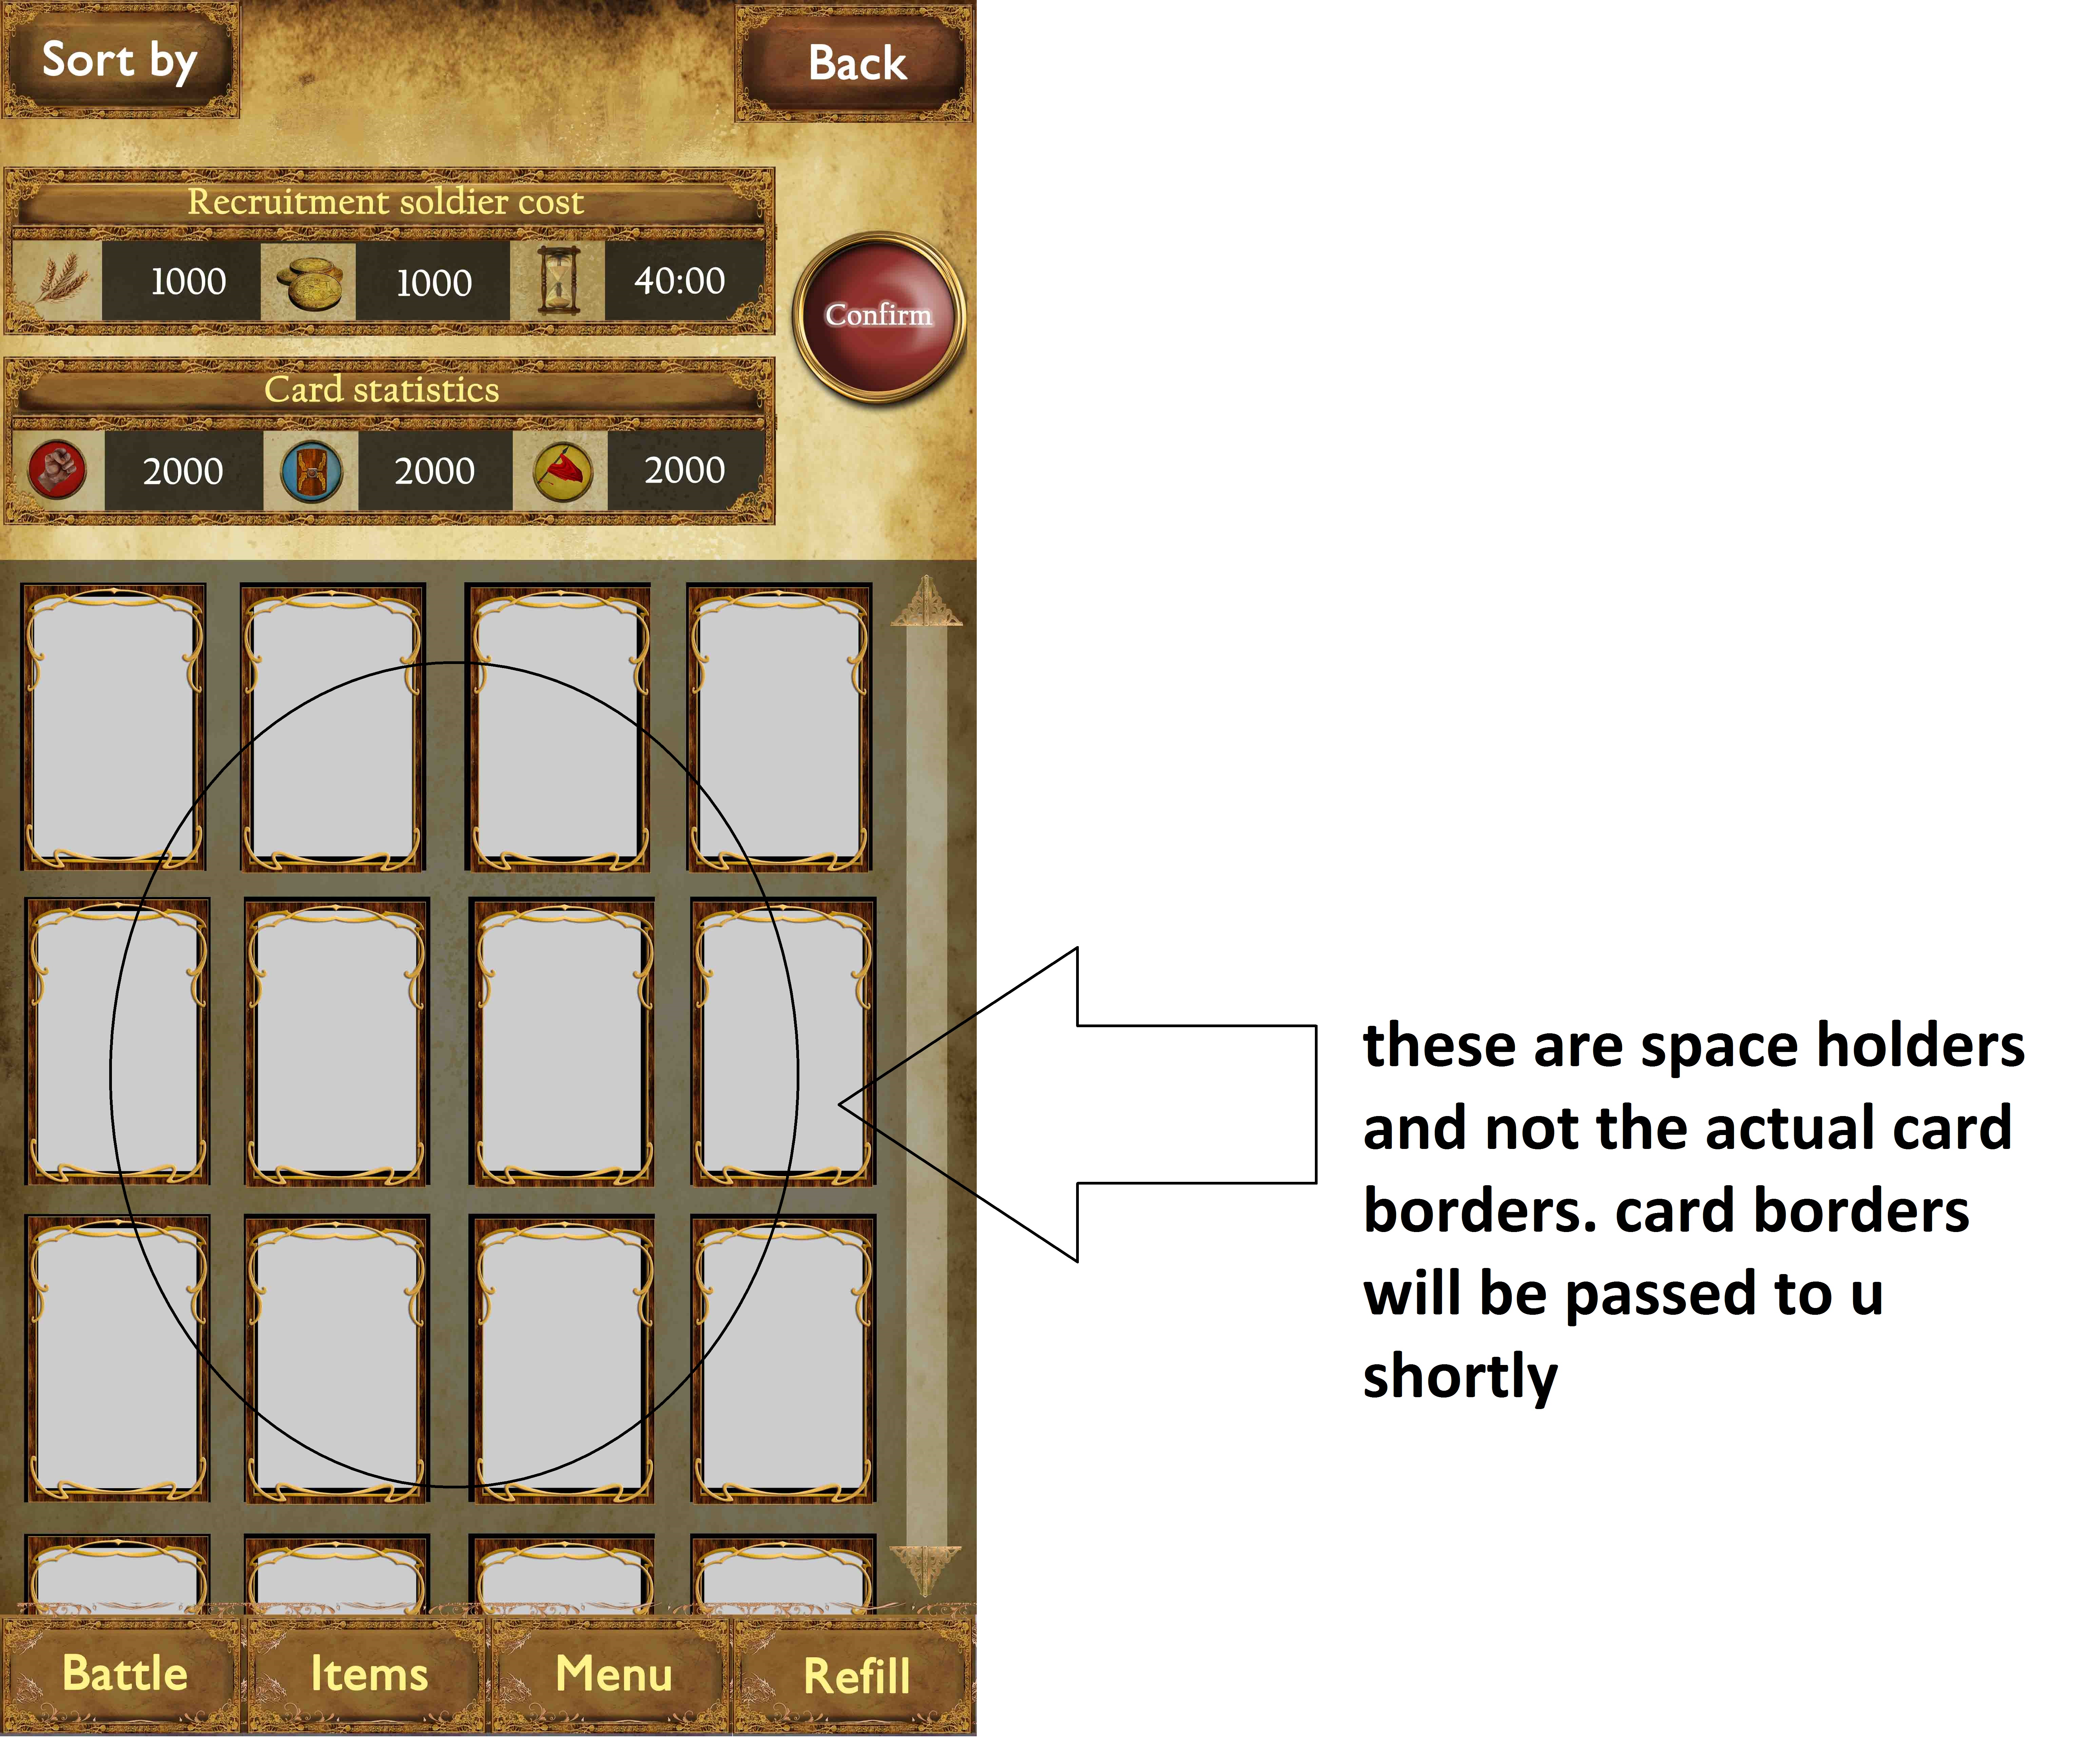 Sort by
Back
Recruitment soldier cost
1000
1000
40:00
Confirm
Card statistics
2000
2000
2000
these are space holders
and not the actual card
borders. card borders
will be passed to u
shortly
Battle
Items
Menu
Refill